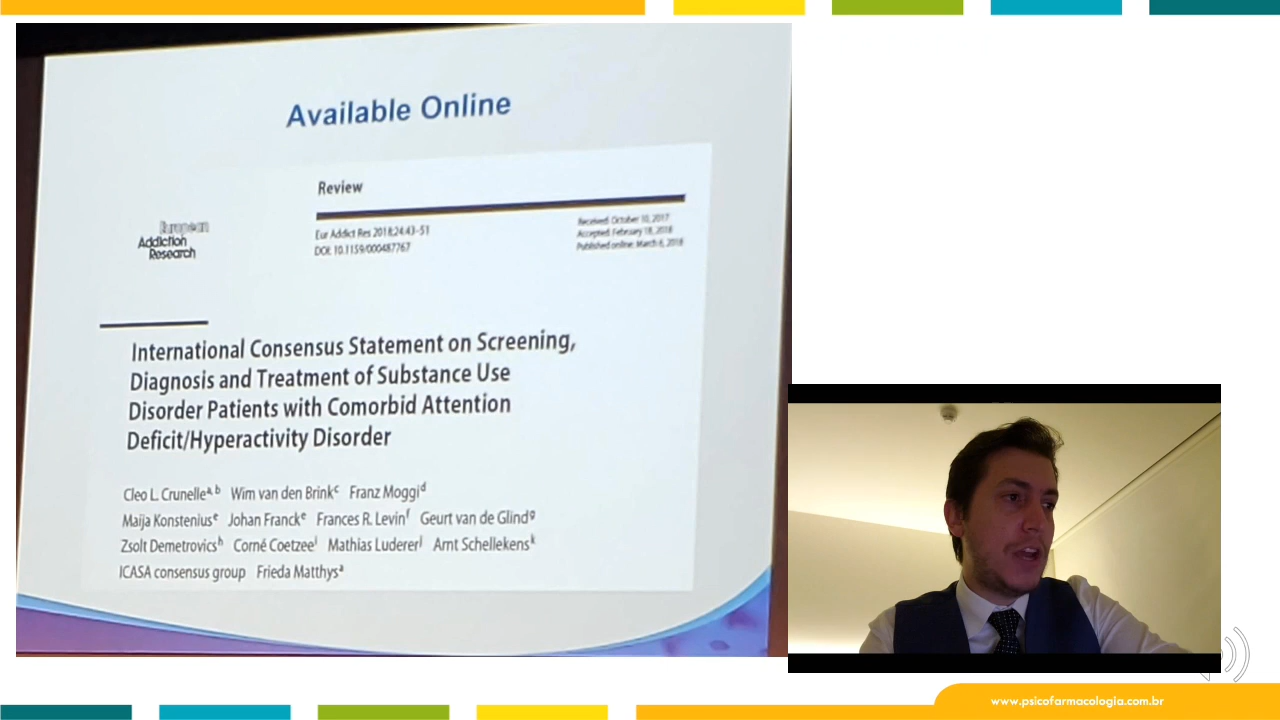 Available Online
Review
European
Addiction
Research
Eur Addict Res 2018;24:43–51
DOI: 10.1159/000487767
Received: October 10, 2017
Accepted: February 18, 2018
Published online: March 6, 2018
International Consensus Statement on Screening,
Diagnosis and Treatment of Substance Use
Disorder Patients with Comorbid Attention
Deficit/Hyperactivity Disorder
Cleo L. Crunelle a, b Wim van den Brink c Franz Moggi d
Maija Konstenius e Johan Franck e Frances R. Levin f Geurt van de Glind g
Zsolt Demetrovics h Corné Coetzee i Mathias Luderer j Arnt Schellekens k
ICASA consensus group Frieda Matthys a
www.psicofarmacologia.com.br